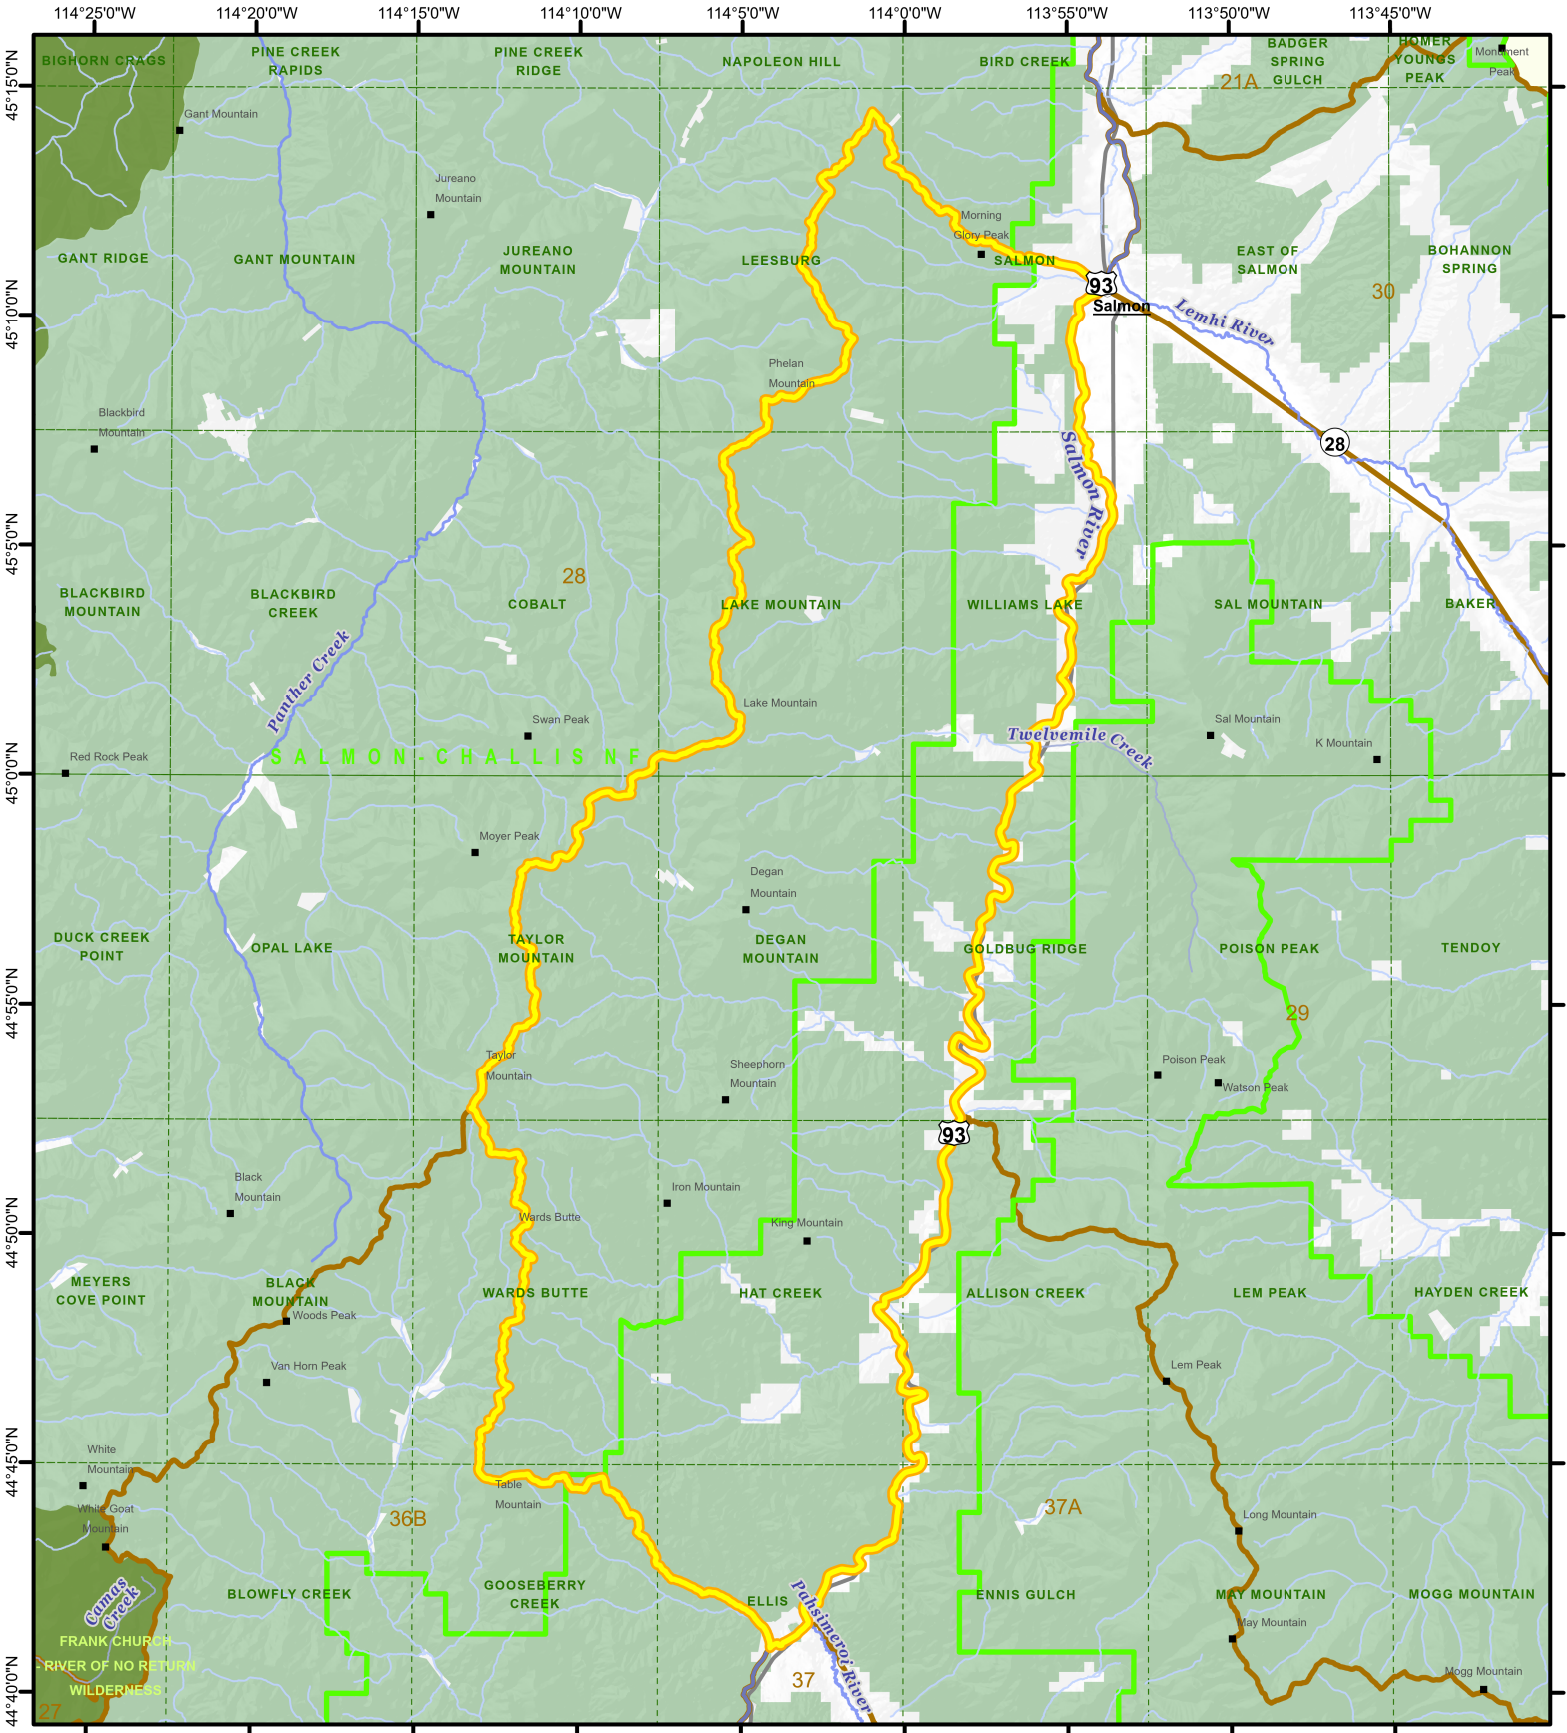 114°25'0"W
114°20'0"W
114°15'0"W
114°10'0"W
114°5'0"W
114°0'0"W
113°55'0"W
113°50'0"W
113°45'0"W
45°15'0"N
45°10'0"N
45°5'0"N
45°0'0"N
44°55'0"N
44°50'0"N
44°45'0"N
44°40'0"N
BIGHORN CRAGS
PINE CREEK
RAPIDS
PINE CREEK
RIDGE
NAPOLEON HILL
BIRD CREEK
BADGER
SPRING
GULCH
HOMER
YOUNGS
PEAK
Monument
Peak
21A
Gant Mountain
Jureano
Mountain
Morning
Glory Peak
GANT RIDGE
GANT MOUNTAIN
JUREANO
MOUNTAIN
LEESBURG
SALMON
EAST OF
SALMON
BOHANNON
SPRING
30
93
Salmon
Lemhi River
Phelan
Mountain
Blackbird
Mountain
28
Salmon River
28
BLACKBIRD
MOUNTAIN
BLACKBIRD
CREEK
COBALT
LAKE MOUNTAIN
WILLIAMS LAKE
SAL MOUNTAIN
BAKER
Panther Creek
Lake Mountain
Swan Peak
Sal Mountain
K Mountain
Twelvemile Creek
Red Rock Peak
SALMON-CHALLIS NF
Moyer Peak
Degan
Mountain
DUCK CREEK
POINT
OPAL LAKE
TAYLOR
MOUNTAIN
DEGAN
MOUNTAIN
GOLDBUG RIDGE
POISON PEAK
TENDOY
29
Taylor
Mountain
Sheephorn
Mountain
Poison Peak
Watson Peak
93
Black
Mountain
Iron Mountain
Wards Butte
King Mountain
MEYERS
COVE POINT
BLACK
MOUNTAIN
WARDS BUTTE
HAT CREEK
ALLISON CREEK
LEM PEAK
HAYDEN CREEK
Woods Peak
Van Horn Peak
Lem Peak
White
Mountain
Table
Mountain
White Goat
Mountain
36B
37A
Long Mountain
Camas
Creek
BLOWFLY CREEK
GOOSEBERRY
CREEK
ELLIS
Pahsimeroi River
ENNIS GULCH
MAY MOUNTAIN
MOGG MOUNTAIN
May Mountain
FRANK CHURCH
- RIVER OF NO RETURN
WILDERNESS
27
37
Mogg Mountain